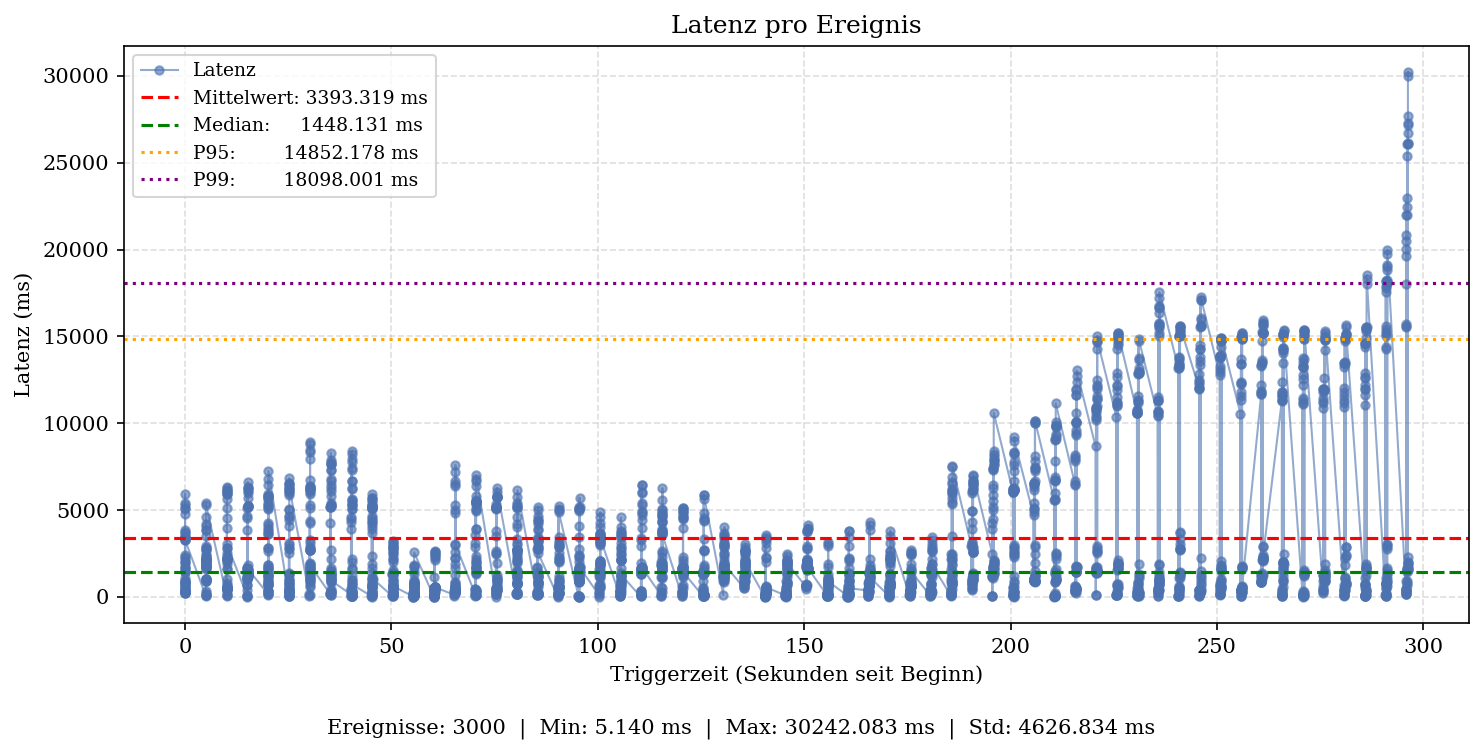 Latenz pro Ereignis
Latenz (ms)
30000
25000
20000
15000
10000
5000
0
Latenz
Mittelwert: 3393.319 ms
Median: 1448.131 ms
P95: 14852.178 ms
P99: 18098.001 ms
0 50 100 150 200 250 300
Triggerzeit (Sekunden seit Beginn)
Ereignisse: 3000 | Min: 5.140 ms | Max: 30242.083 ms | Std: 4626.834 ms